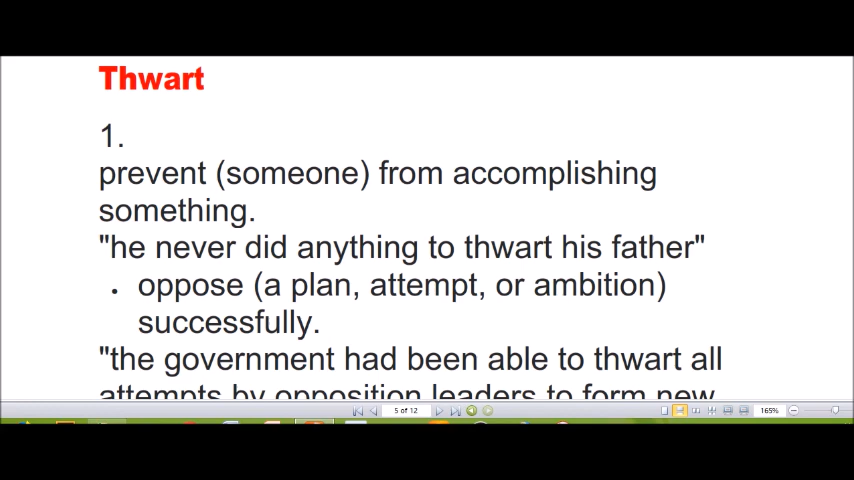 Thwart
1.
prevent (someone) from accomplishing
something.
"he never did anything to thwart his father"
• oppose (a plan, attempt, or ambition)
successfully.
"the government had been able to thwart all
attempts by opposition leaders to form new
5 of 12
165%